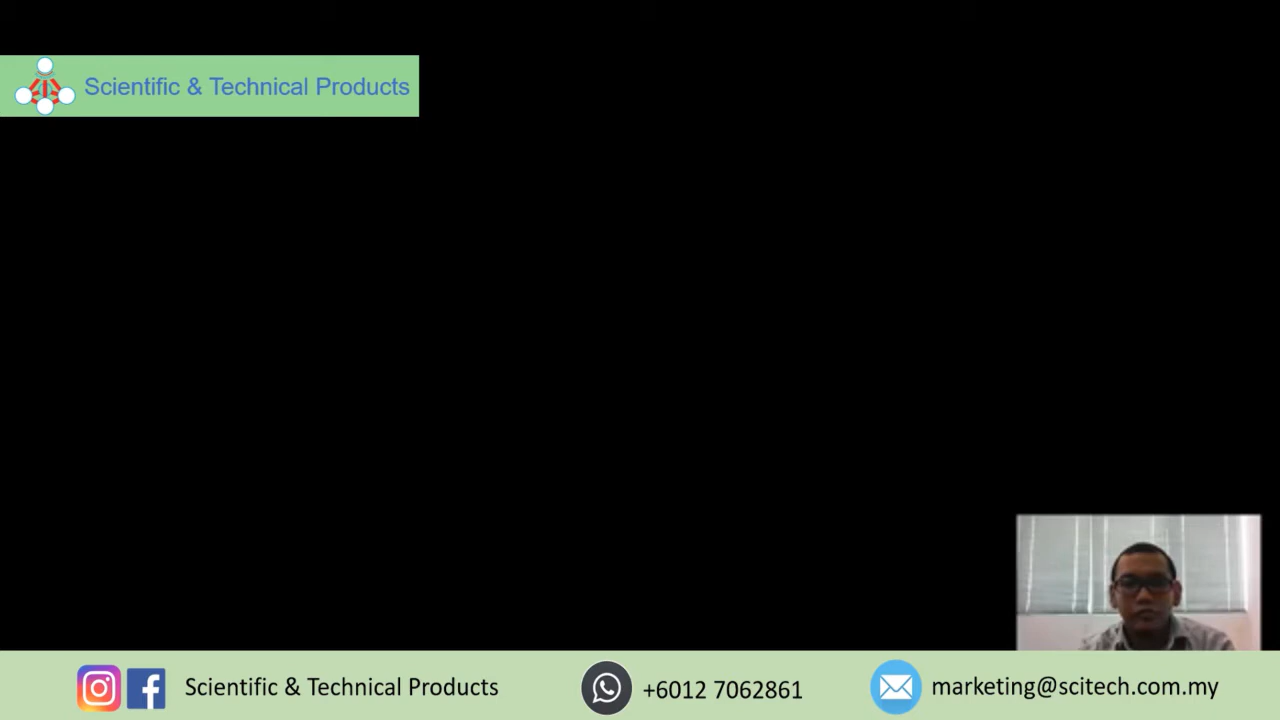 Scientific & Technical Products
Scientific & Technical Products
+6012 7062861
marketing@scitech.com.my